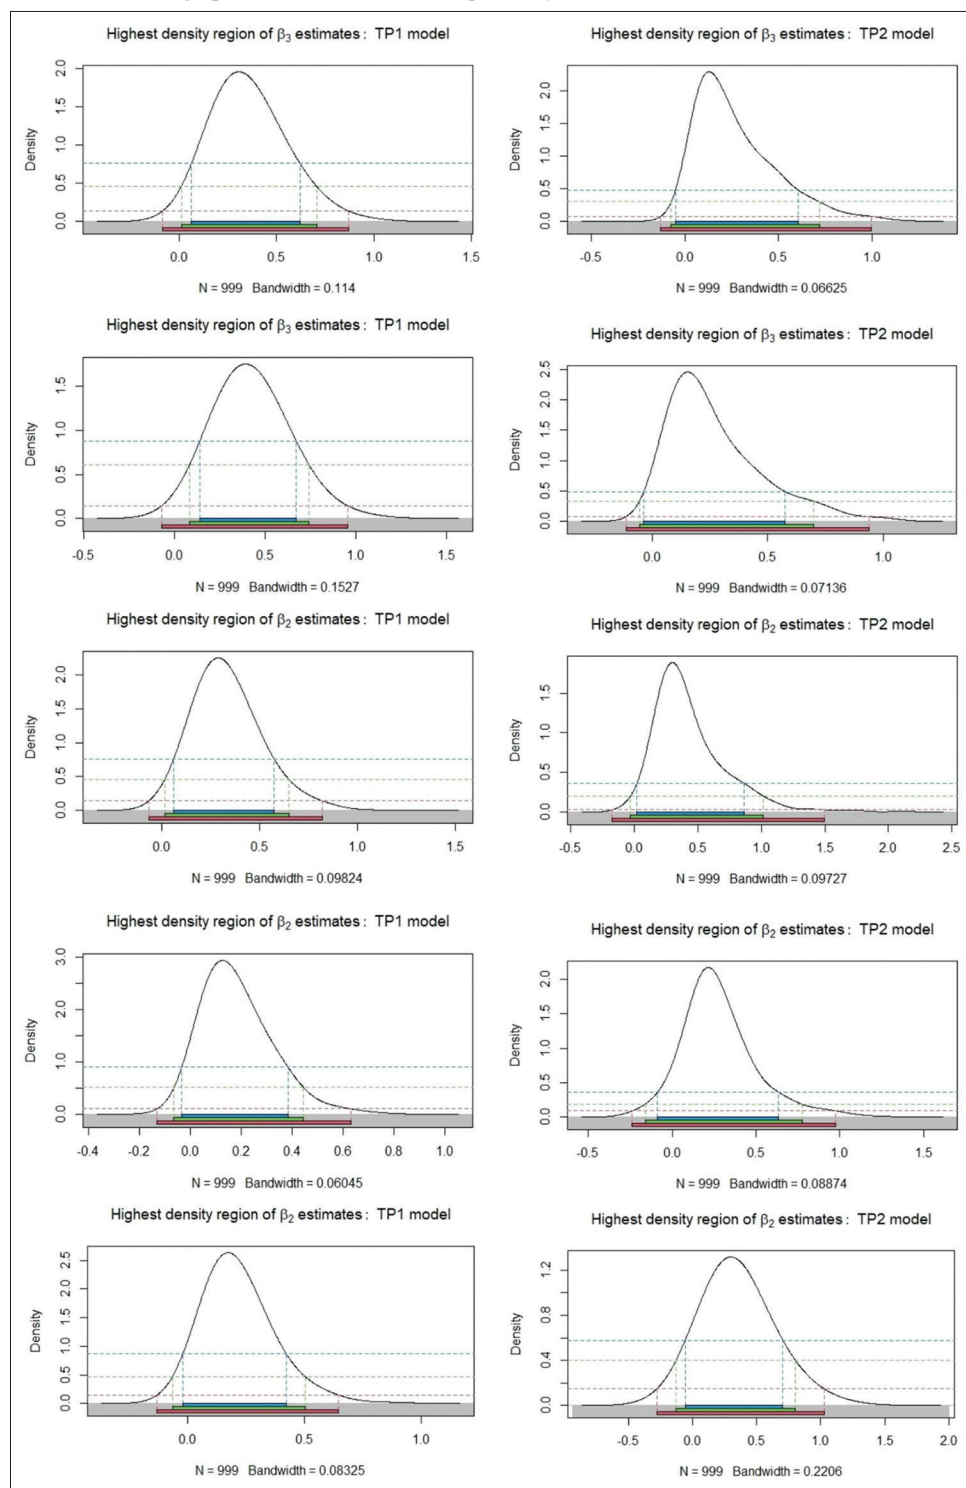 Highest density region of β₃ estimates : TP1 model
Density
2.0
1.5
1.0
0.5
0.0
0.0 0.5 1.0 1.5
N = 999 Bandwidth = 0.114
Highest density region of β₃ estimates : TP2 model
Density
2.0
1.5
1.0
0.5
0.0
-0.5 0.0 0.5 1.0
N = 999 Bandwidth = 0.06625
Highest density region of β₃ estimates : TP1 model
Density
1.5
1.0
0.5
0.0
-0.5 0.0 0.5 1.0 1.5
N = 999 Bandwidth = 0.1527
Highest density region of β₃ estimates : TP2 model
Density
2.5
2.0
1.5
1.0
0.5
0.0
0.0 0.5 1.0
N = 999 Bandwidth = 0.07136
Highest density region of β₂ estimates : TP1 model
Density
2.0
1.5
1.0
0.5
0.0
0.0 0.5 1.0 1.5
N = 999 Bandwidth = 0.09824
Highest density region of β₂ estimates : TP2 model
Density
1.5
1.0
0.5
0.0
-0.5 0.0 0.5 1.0 1.5 2.0 2.5
N = 999 Bandwidth = 0.09727
Highest density region of β₂ estimates : TP1 model
Density
3.0
2.0
1.0
0.0
-0.4 -0.2 0.0 0.2 0.4 0.6 0.8 1.0
N = 999 Bandwidth = 0.06045
Highest density region of β₂ estimates : TP2 model
Density
2.0
1.5
1.0
0.5
0.0
-0.5 0.0 0.5 1.0 1.5
N = 999 Bandwidth = 0.08874
Highest density region of β₂ estimates : TP1 model
Density
2.5
2.0
1.5
1.0
0.5
0.0
0.0 0.5 1.0
N = 999 Bandwidth = 0.08325
Highest density region of β₂ estimates : TP2 model
Density
1.2
0.8
0.4
0.0
-0.5 0.0 0.5 1.0 1.5 2.0
N = 999 Bandwidth = 0.2206